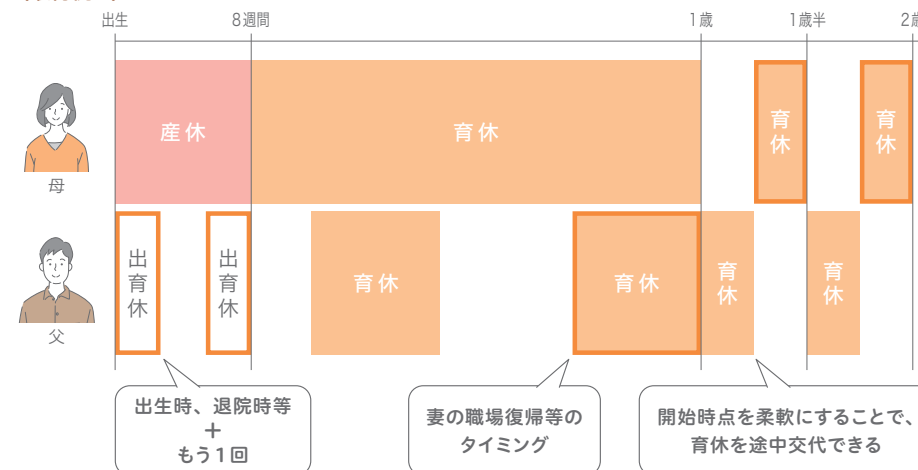 出生
8週間
1歳
1歳半
2歳
産休
育休
育休
育休
母
出育休
出育休
育休
育休
育休
育休
父
出生時、退院時等
＋
もう1回
妻の職場復帰等の
タイミング
開始時点を柔軟にすることで、
育休を途中交代できる